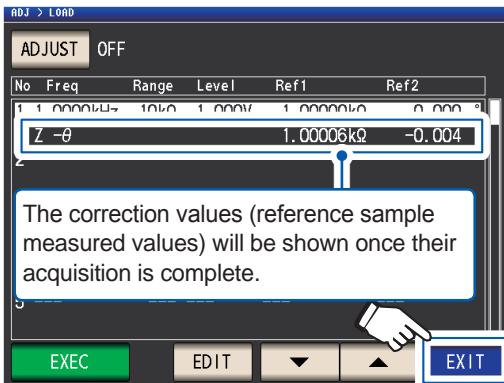 ADJ > LOAD
ADJUST OFF
No Freq Range Level Ref1 Ref2
1 1.0000kHz 10kΩ 1.000V 1.00000kΩ 0.000 °
Z -θ 1.00006kΩ -0.004
2
The correction values (reference sample
measured values) will be shown once their
acquisition is complete.
5 --- --- --- --- ---
EXEC EDIT ▼ ▲ EXIT